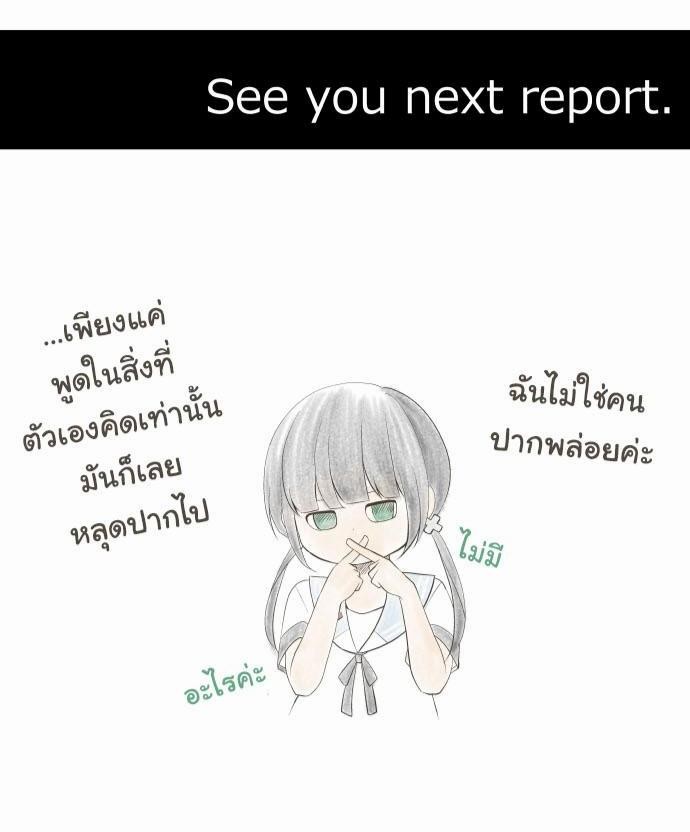 See you next report.
ฉันไม่ใช่คน
ปากพล่อยค่ะ
...เพียงแค่
พูดในสิ่งที่
ตัวเองคิดเท่านั้น
มันก็เลย
หลุดปากไป
ไม่มี
อะไรค่ะ